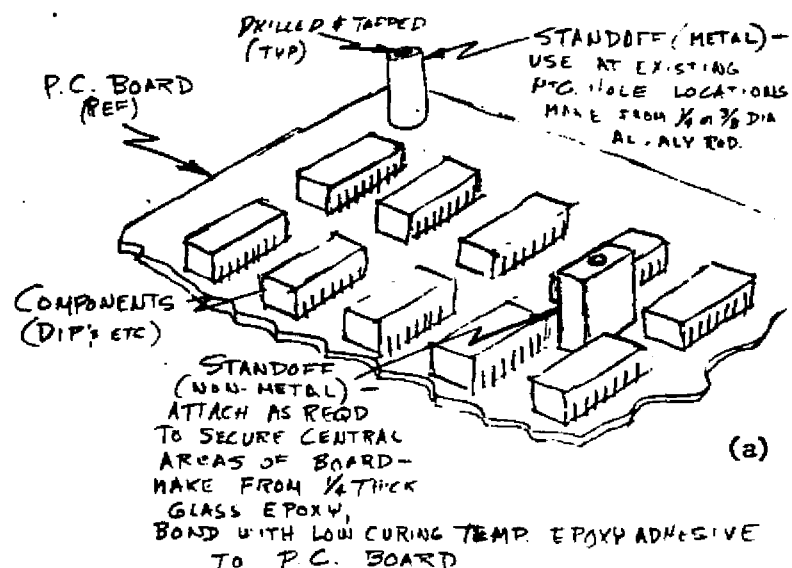 DRILLED & TAPPED
(TYP)
STANDOFF (METAL) —
USE AT EXISTING
MTG. HOLE LOCATIONS
MAKE FROM 1/4 or 3/8 DIA
AL. ALY ROD.
P.C. BOARD
(REF)
COMPONENTS
(DIP's ETC)
STANDOFF
(NON-METAL) —
ATTACH AS REQD
TO SECURE CENTRAL
AREAS OF BOARD —
MAKE FROM 1/4 THICK
GLASS EPOXY,
BOND WITH LOW CURING TEMP. EPOXY ADHESIVE
TO P.C. BOARD
(a)